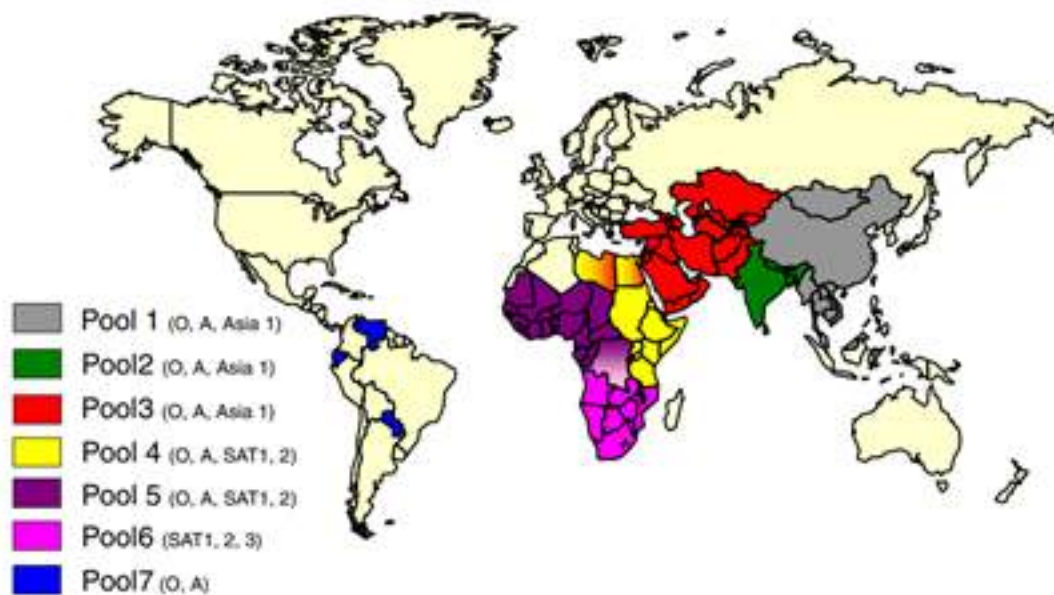 Pool 1 (O, A, Asia 1)
Pool2 (O, A, Asia 1)
Pool3 (O, A, Asia 1)
Pool 4 (O, A, SAT1, 2)
Pool 5 (O, A, SAT1, 2)
Pool6 (SAT1, 2, 3)
Pool7 (O, A)